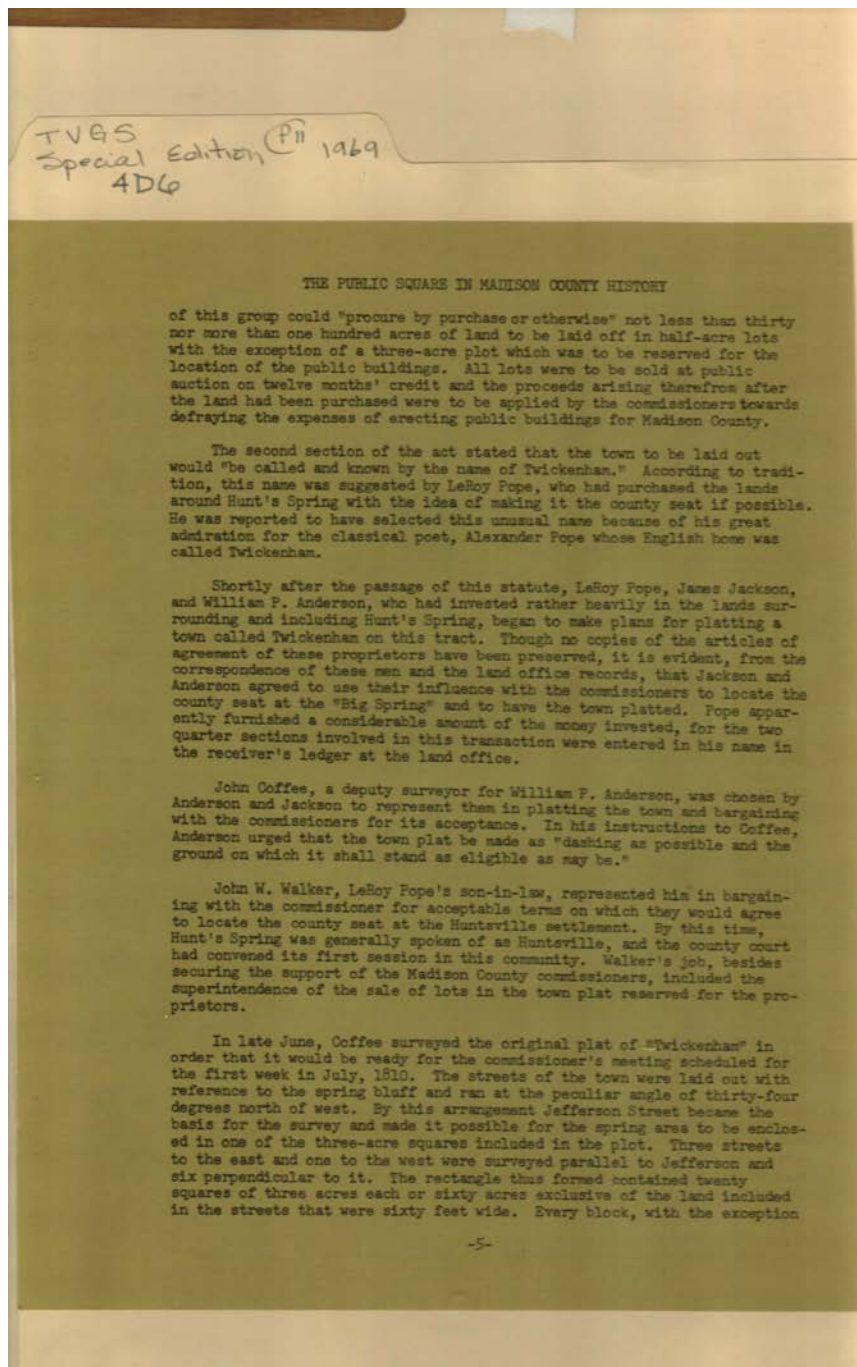 TVGS
Special Edition P11 1969
4D6
THE PUBLIC SQUARE IN MADISON COUNTY HISTORY
of this group could "procure by purchase or otherwise" not less than thirty
nor more than one hundred acres of land to be laid off in half-acre lots
with the exception of a three-acre plot which was to be reserved for the
location of the public buildings. All lots were to be sold at public
auction on twelve months' credit and the proceeds arising therefrom after
the land had been purchased were to be applied by the commissioners towards
defraying the expenses of erecting public buildings for Madison County.
The second section of the act stated that the town to be laid out
would "be called and known by the name of Twickenham." According to tradi-
tion, this name was suggested by LeRoy Pope, who had purchased the lands
around Hunt's Spring with the idea of making it the county seat if possible.
He was reported to have selected this unusual name because of his great
admiration for the classical poet, Alexander Pope whose English home was
called Twickenham.
Shortly after the passage of this statute, LeRoy Pope, James Jackson,
and William P. Anderson, who had invested rather heavily in the lands sur-
rounding and including Hunt's Spring, began to make plans for platting a
town called Twickenham on this tract. Though no copies of the articles of
agreement of these proprietors have been preserved, it is evident, from the
correspondence of these men and the land office records, that Jackson and
Anderson agreed to use their influence with the commissioners to locate the
county seat at the "Big Spring" and to have the town platted. Pope appar-
ently furnished a considerable amount of the money invested, for the two
quarter sections involved in this transaction were entered in his name in
the receiver's ledger at the land office.
John Coffee, a deputy surveyor for William P. Anderson, was chosen by
Anderson and Jackson to represent them in platting the town and bargaining
with the commissioners for its acceptance. In his instructions to Coffee,
Anderson urged that the town plat be made as "dashing as possible and the
ground on which it shall stand as eligible as may be."
John W. Walker, LeRoy Pope's son-in-law, represented him in bargain-
ing with the commissioner for acceptable terms on which they would agree
to locate the county seat at the Huntsville settlement. By this time,
Hunt's Spring was generally spoken of as Huntsville, and the county court
had convened its first session in this community. Walker's job, besides
securing the support of the Madison County commissioners, included the
superintendence of the sale of lots in the town plat reserved for the pro-
prietors.
In late June, Coffee surveyed the original plat of "Twickenham" in
order that it would be ready for the commissioner's meeting scheduled for
the first week in July, 1810. The streets of the town were laid out with
reference to the spring bluff and ran at the peculiar angle of thirty-four
degrees north of west. By this arrangement Jefferson Street became the
basis for the survey and made it possible for the spring area to be enclos-
ed in one of the three-acre squares included in the plot. Three streets
to the east and one to the west were surveyed parallel to Jefferson and
six perpendicular to it. The rectangle thus formed contained twenty
squares of three acres each or sixty acres exclusive of the land included
in the streets that were sixty feet wide. Every block, with the exception
-5-